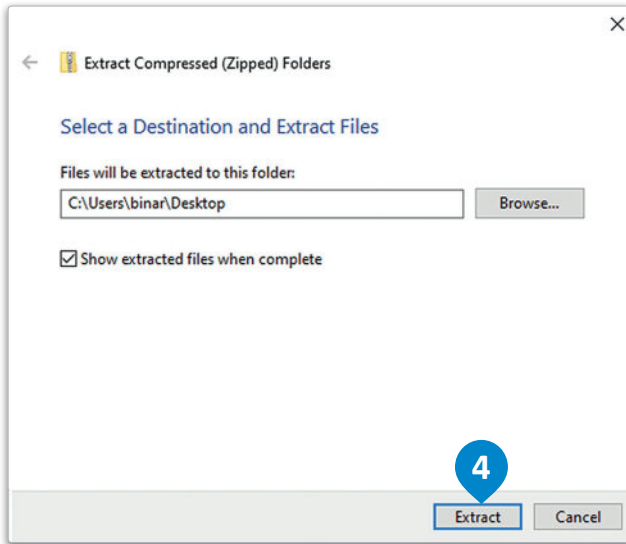 Extract Compressed (Zipped) Folders
Select a Destination and Extract Files
Files will be extracted to this folder:
C:\Users\binar\Desktop
Browse...
Show extracted files when complete
4
Extract
Cancel